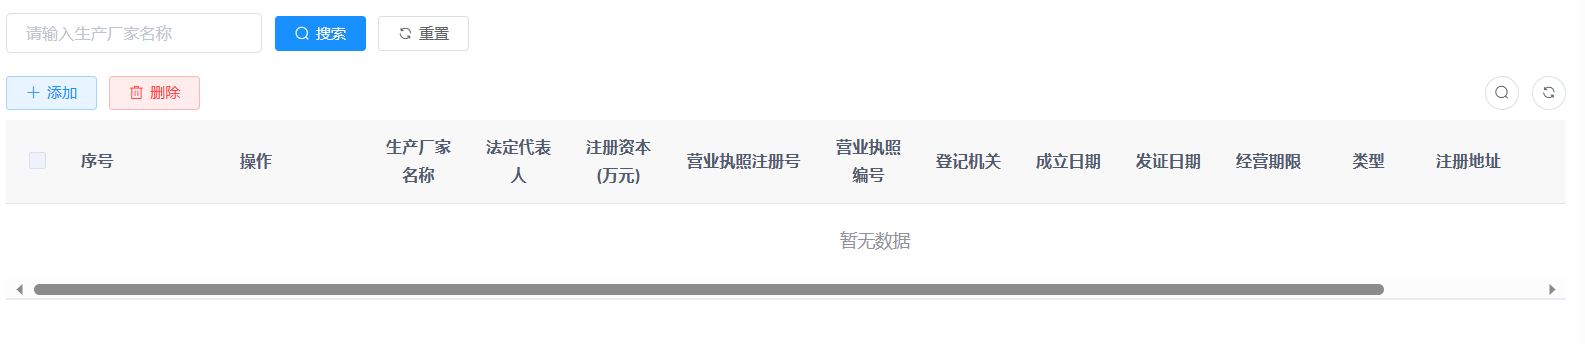 请输入生产厂家名称 搜索 重置
添加 删除
序号 操作 生产厂家名称 法定代表人 注册资本(万元) 营业执照注册号 营业执照编号 登记机关 成立日期 发证日期 经营期限 类型 注册地址
暂无数据